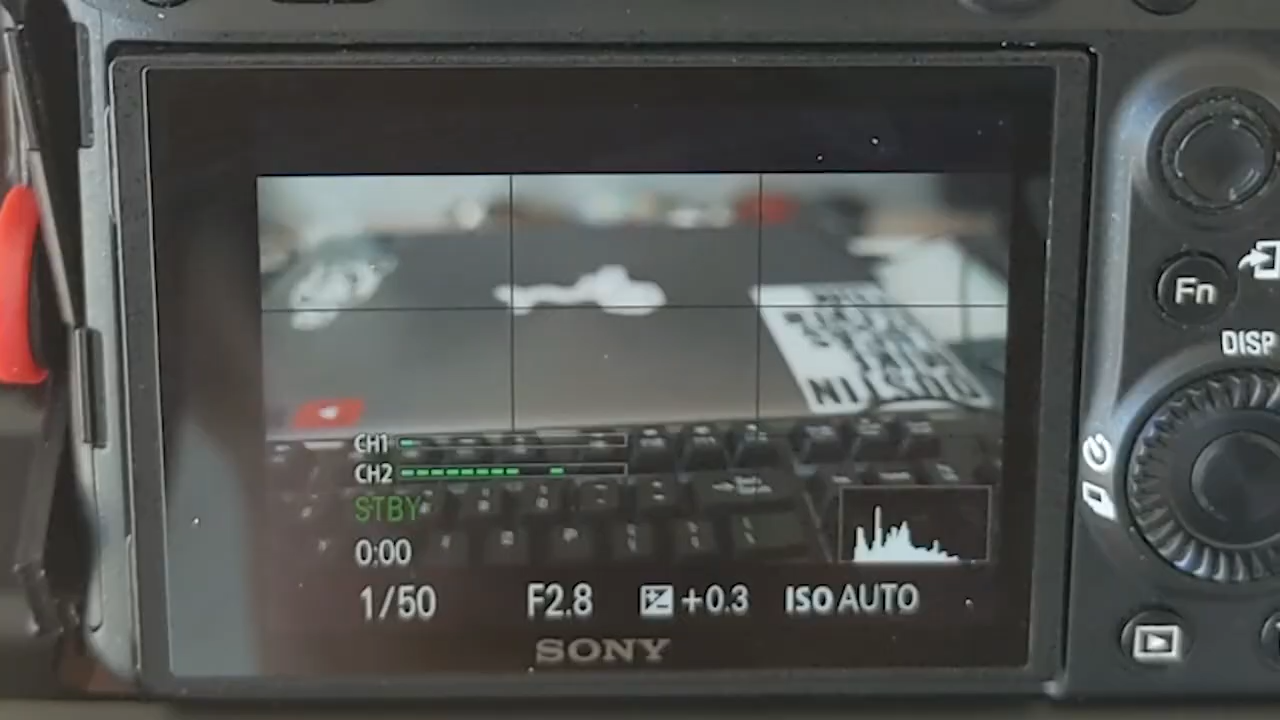 Fn
DISP
CH1
CH2
STBY
0:00
1/50 F2.8 +0.3 ISO AUTO
SONY